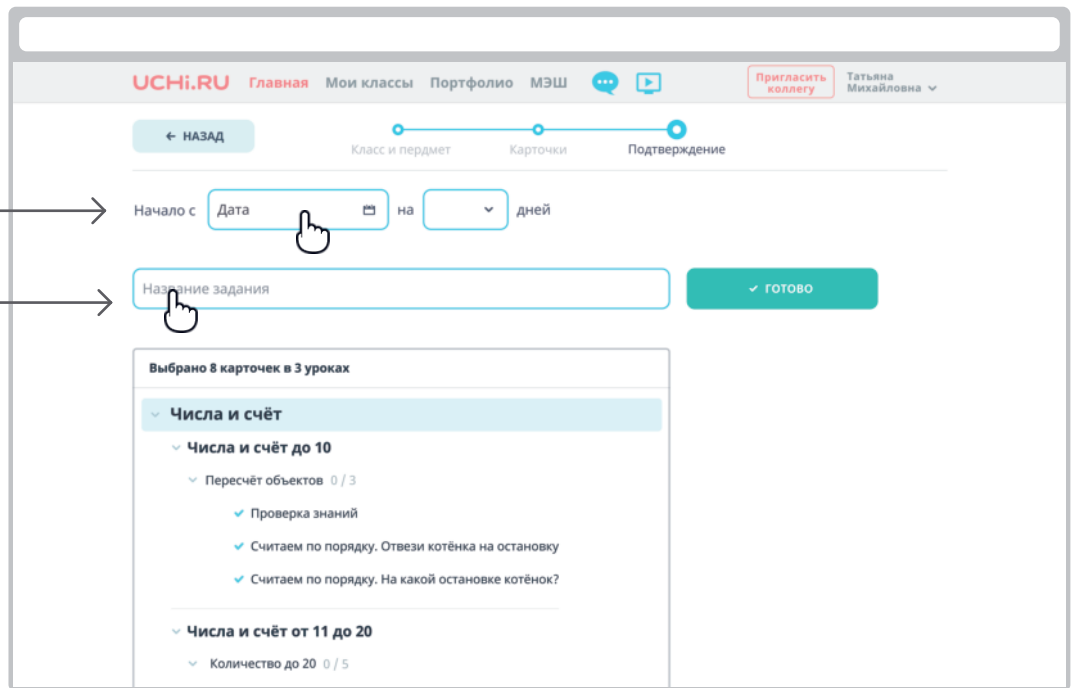 UCHi.RU Главная Мои классы Портфолио МЭШ Пригласить коллегу Татьяна Михайловна
← НАЗАД
Класс и пердмет Карточки Подтверждение
Начало с Дата на дней
Название задания
ГОТОВО
Выбрано 8 карточек в 3 уроках
Числа и счёт
Числа и счёт до 10
Пересчёт объектов 0 / 3
Проверка знаний
Считаем по порядку. Отвези котёнка на остановку
Считаем по порядку. На какой остановке котёнок?
Числа и счёт от 11 до 20
Количество до 20 0 / 5